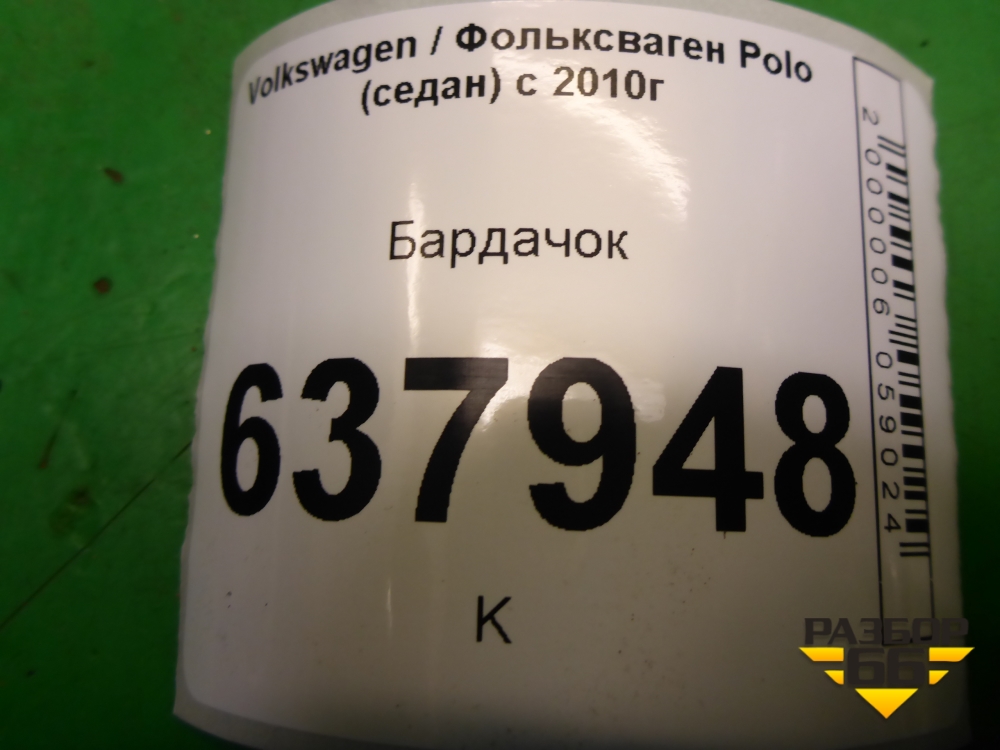 Volkswagen / Фольксваген Polo
(седан) с 2010г
Бардачок
637948
К
2000006059024
РАЗБОР
66